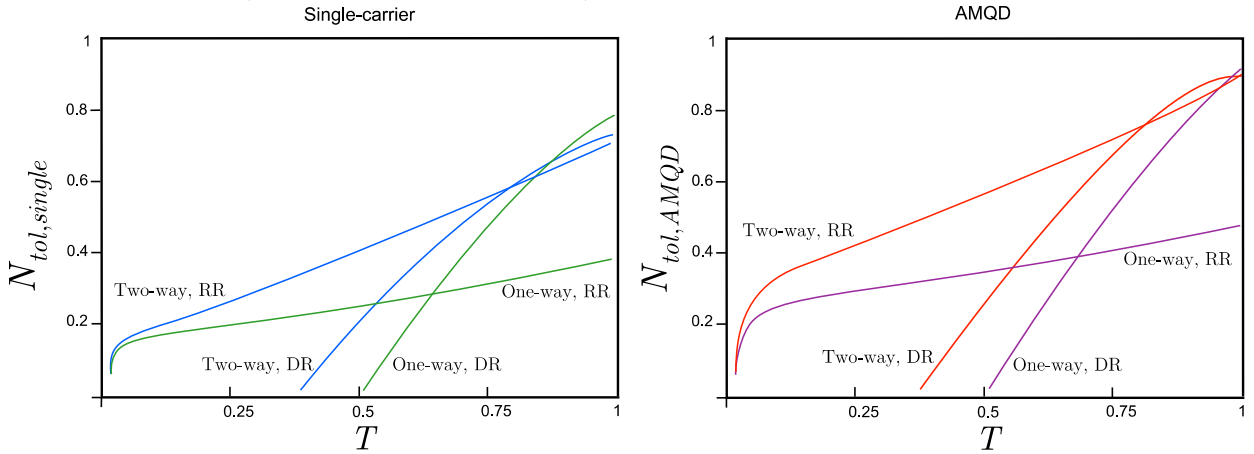 Single-carrier
1
0.8
0.6
0.4
0.2
N_{tol,single}
Two-way, RR
One-way, RR
Two-way, DR
One-way, DR
0.25
0.5
0.75
1
T
AMQD
1
0.8
0.6
0.4
0.2
N_{tol,AMQD}
Two-way, RR
One-way, RR
Two-way, DR
One-way, DR
0.25
0.5
0.75
1
T